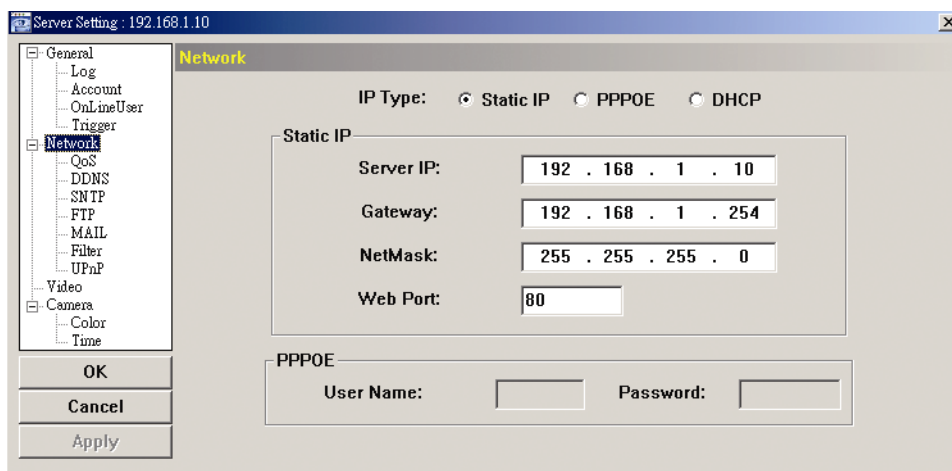 Server Setting : 192.168.1.10
General
Log
Account
OnLineUser
Trigger
Network
QoS
DDNS
SNTP
FTP
MAIL
Filter
UPnP
Video
Camera
Color
Time
OK
Cancel
Apply
Network
IP Type: Static IP PPPOE DHCP
Static IP
Server IP: 192 . 168 . 1 . 10
Gateway: 192 . 168 . 1 . 254
NetMask: 255 . 255 . 255 . 0
Web Port: 80
PPPOE
User Name: Password: